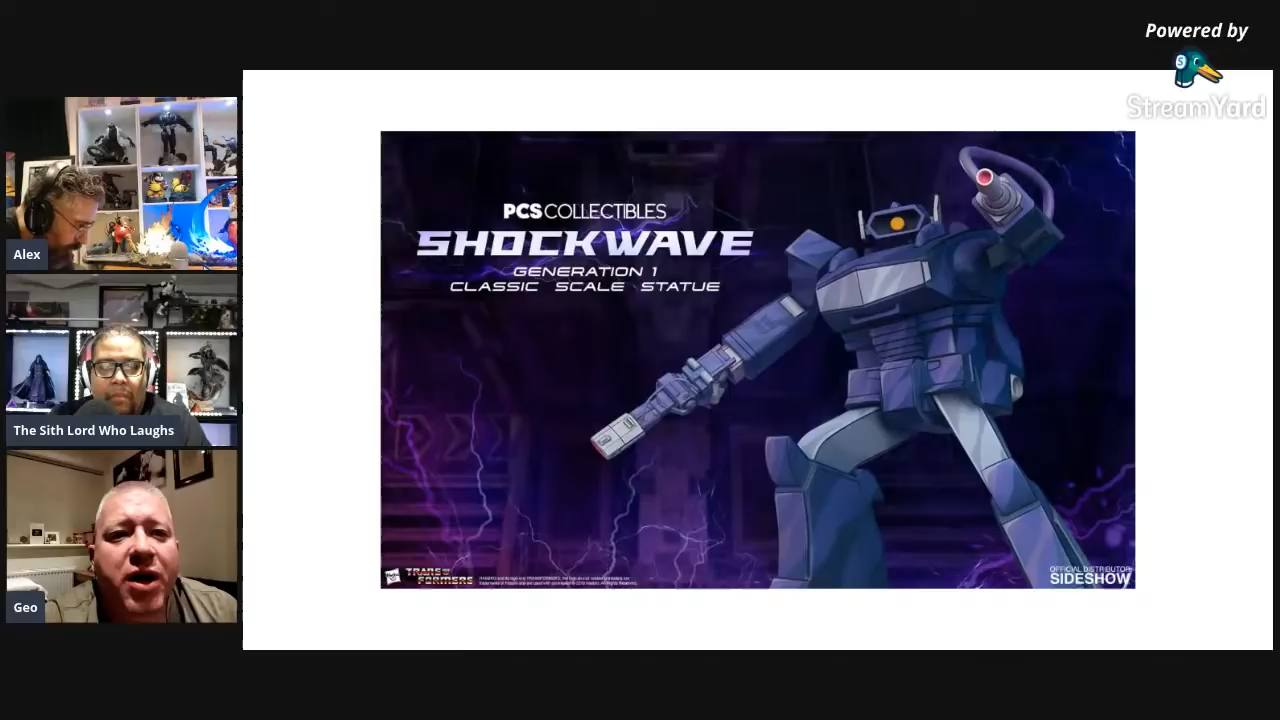 Powered by
StreamYard
Alex
The Sith Lord Who Laughs
Geo
PCS COLLECTIBLES
SHOCKWAVE
GENERATION 1
CLASSIC SCALE STATUE
TRANSFORMERS
OFFICIAL DISTRIBUTOR
SIDESHOW